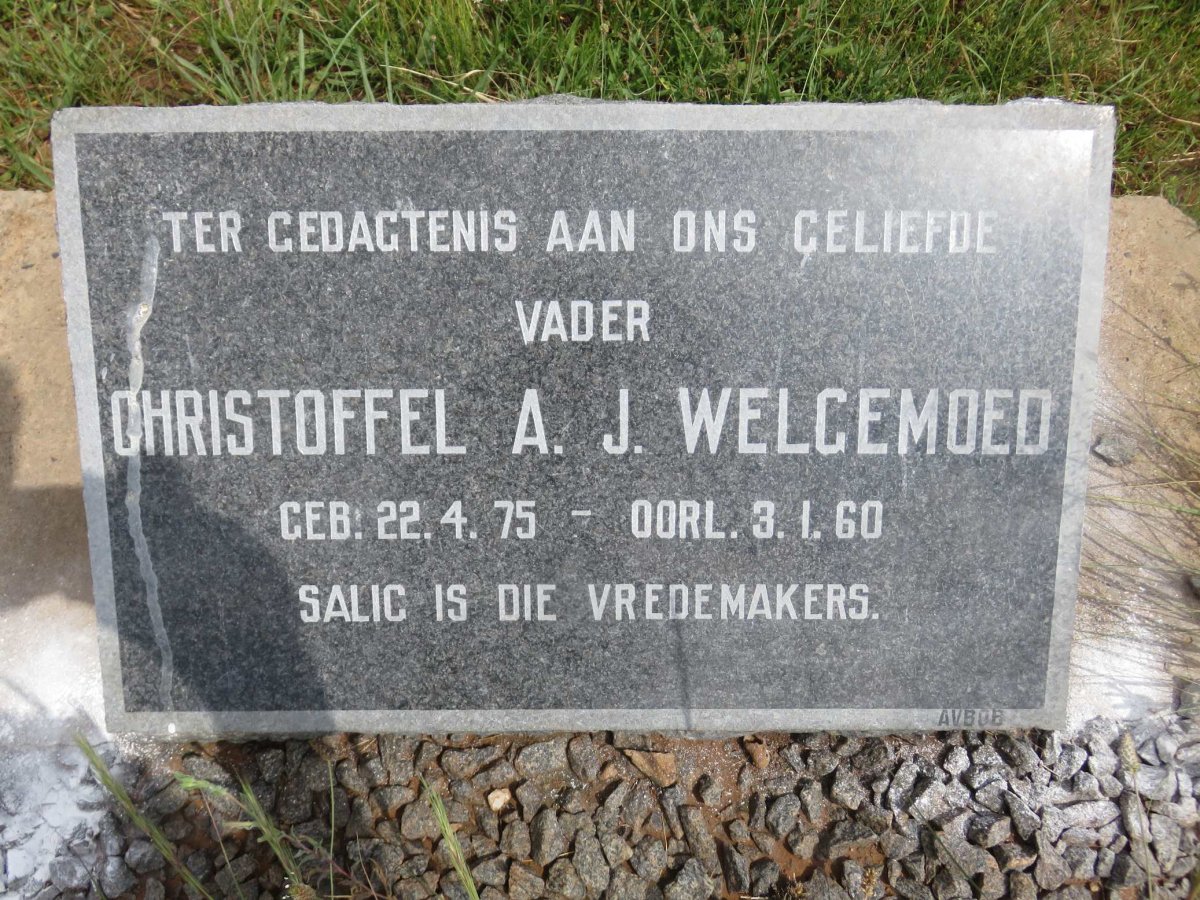 TER GEDAGTENIS AAN ONS GELIEFDE
VADER
CHRISTOFFEL A. J. WELGEMOED
GEB. 22.4.75 - OORL. 3.1.60
SALIG IS DIE VREDEMAKERS.
AVBOB